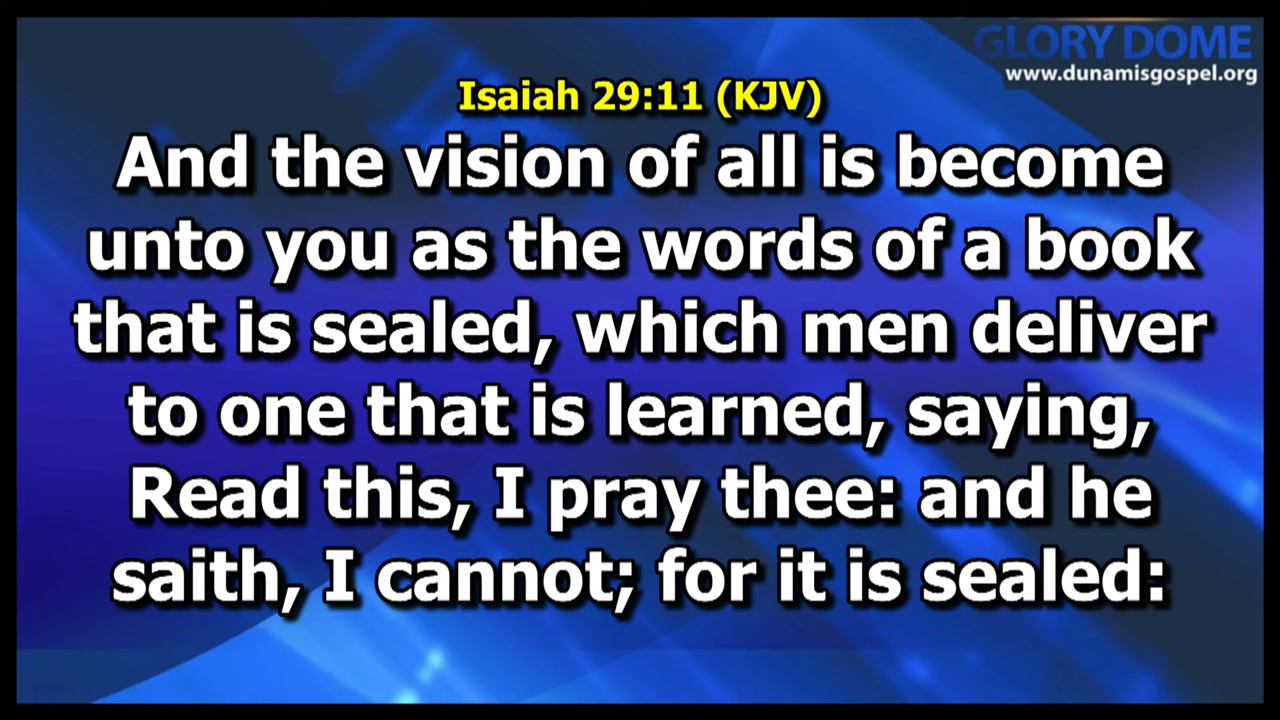 GLORY DOME
www.dunamisgospel.org
Isaiah 29:11 (KJV)
And the vision of all is become
unto you as the words of a book
that is sealed, which men deliver
to one that is learned, saying,
Read this, I pray thee: and he
saith, I cannot; for it is sealed: